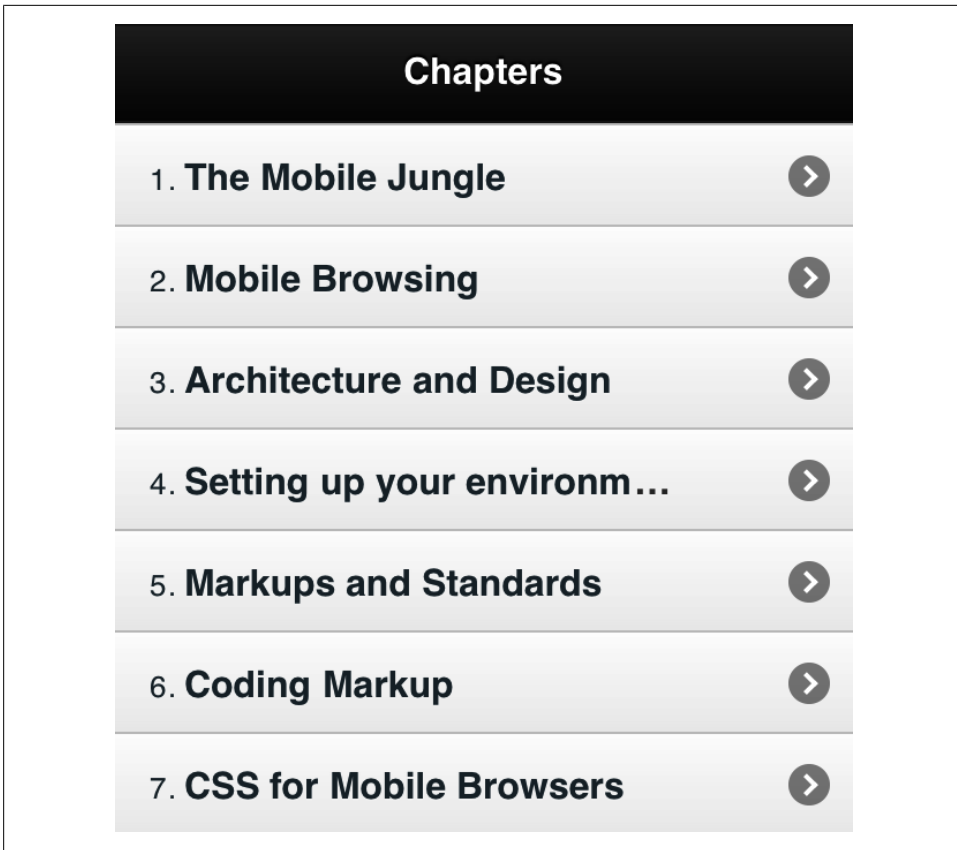 Chapters
1. The Mobile Jungle
2. Mobile Browsing
3. Architecture and Design
4. Setting up your environm...
5. Markups and Standards
6. Coding Markup
7. CSS for Mobile Browsers